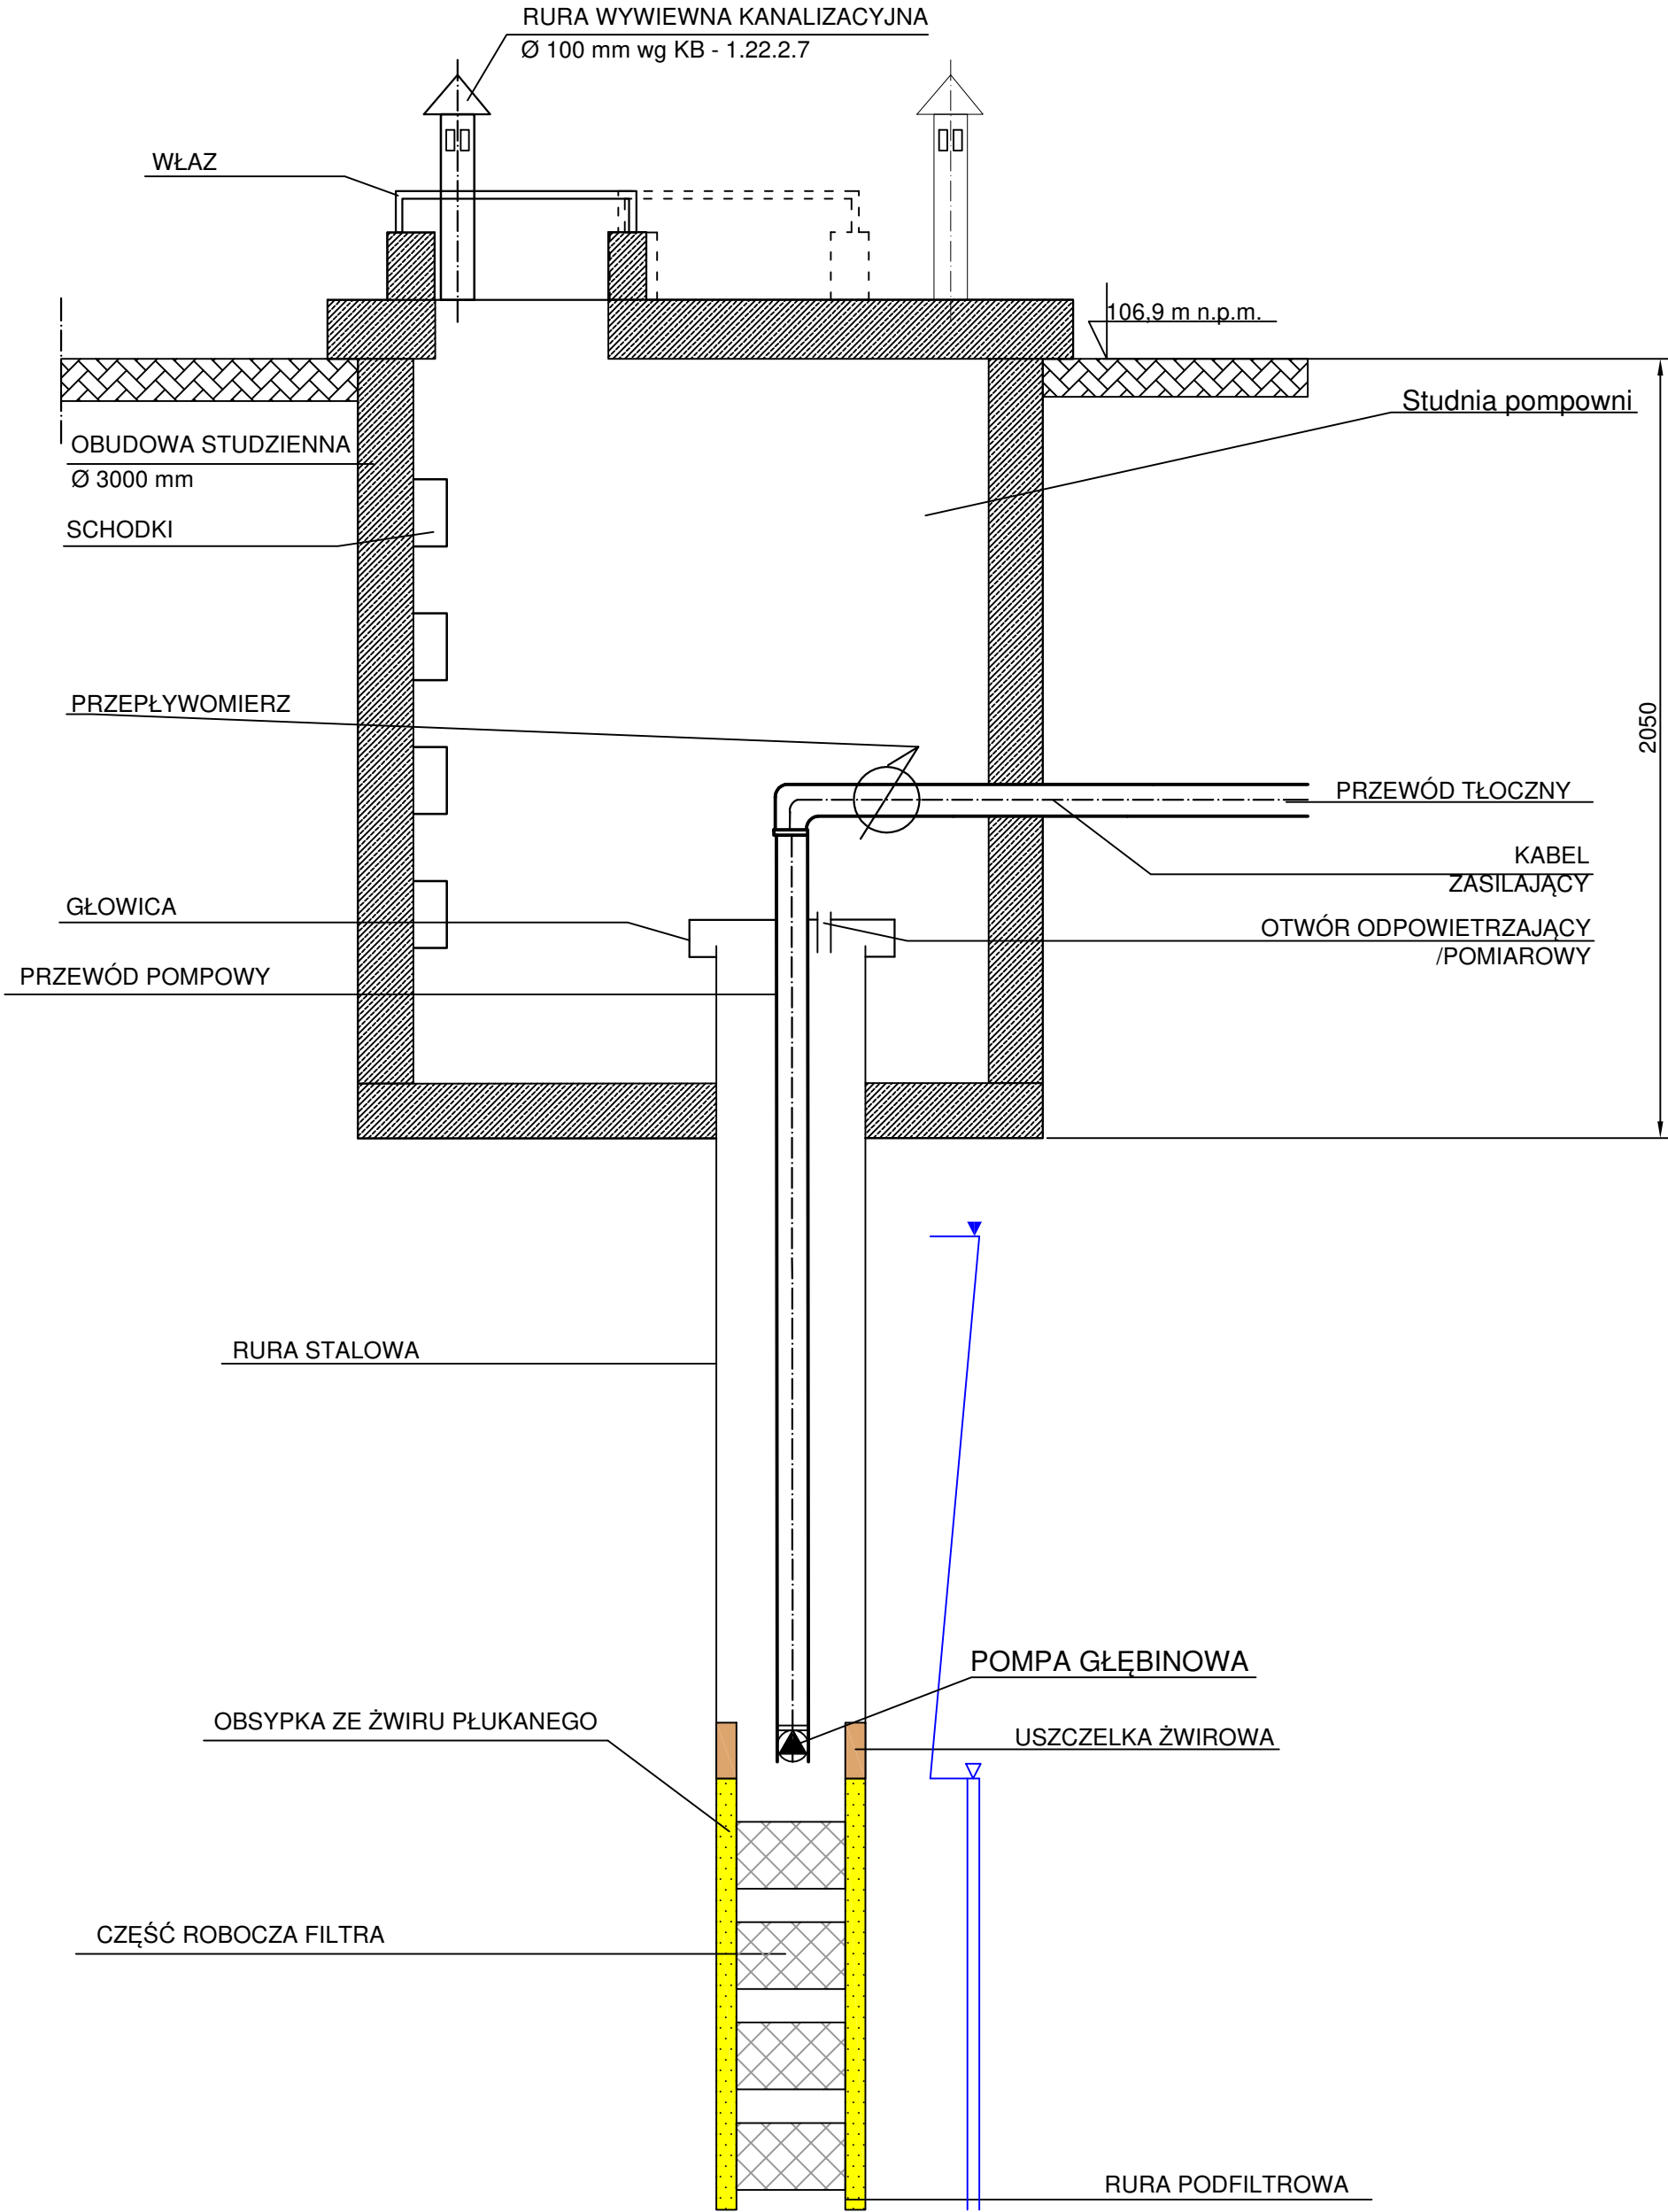 RURA WYWIEWNA KANALIZACYJNA
Ø 100 mm wg KB - 1.22.2.7
WŁAZ
106,9 m n.p.m.
Studnia pompowni
OBUDOWA STUDZIENNA
Ø 3000 mm
SCHODKI
PRZEPŁYWOMIERZ
2050
PRZEWÓD TŁOCZNY
KABEL
ZASILAJĄCY
GŁOWICA
OTWÓR ODPOWIETRZAJĄCY
/POMIAROWY
PRZEWÓD POMPOWY
RURA STALOWA
POMPA GŁĘBINOWA
OBSYPKA ZE ŻWIRU PŁUKANEGO
USZCZELKA ŻWIROWA
CZĘŚĆ ROBOCZA FILTRA
RURA PODFILTROWA